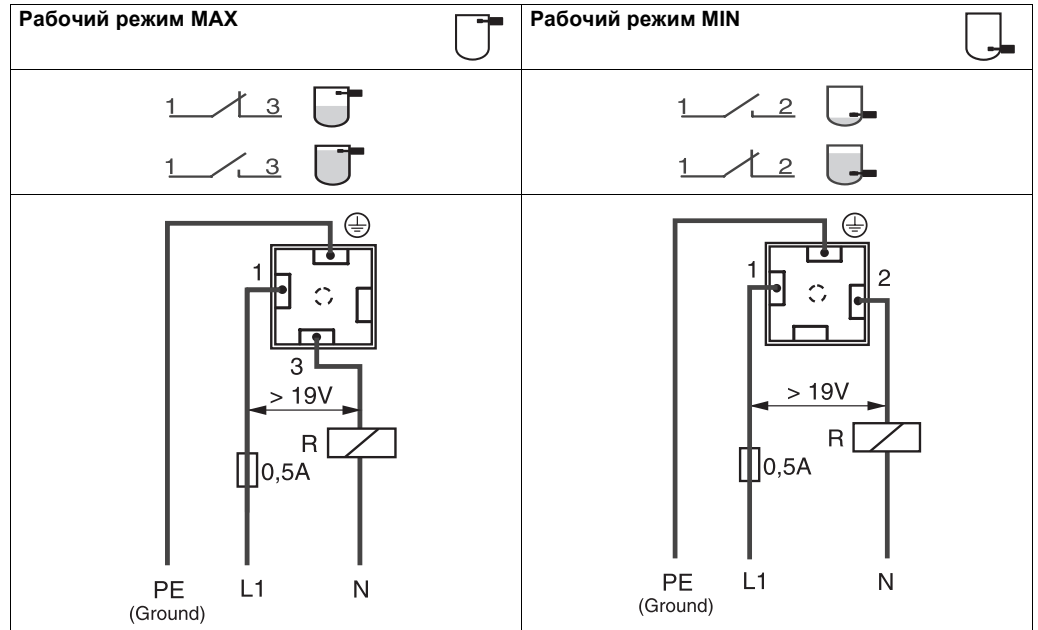 Рабочий режим MAX
Рабочий режим MIN
1 3
1 3
1 2
1 2
1
3
> 19V
R
0,5A
PE
(Ground)
L1
N
1
2
> 19V
R
0,5A
PE
(Ground)
L1
N